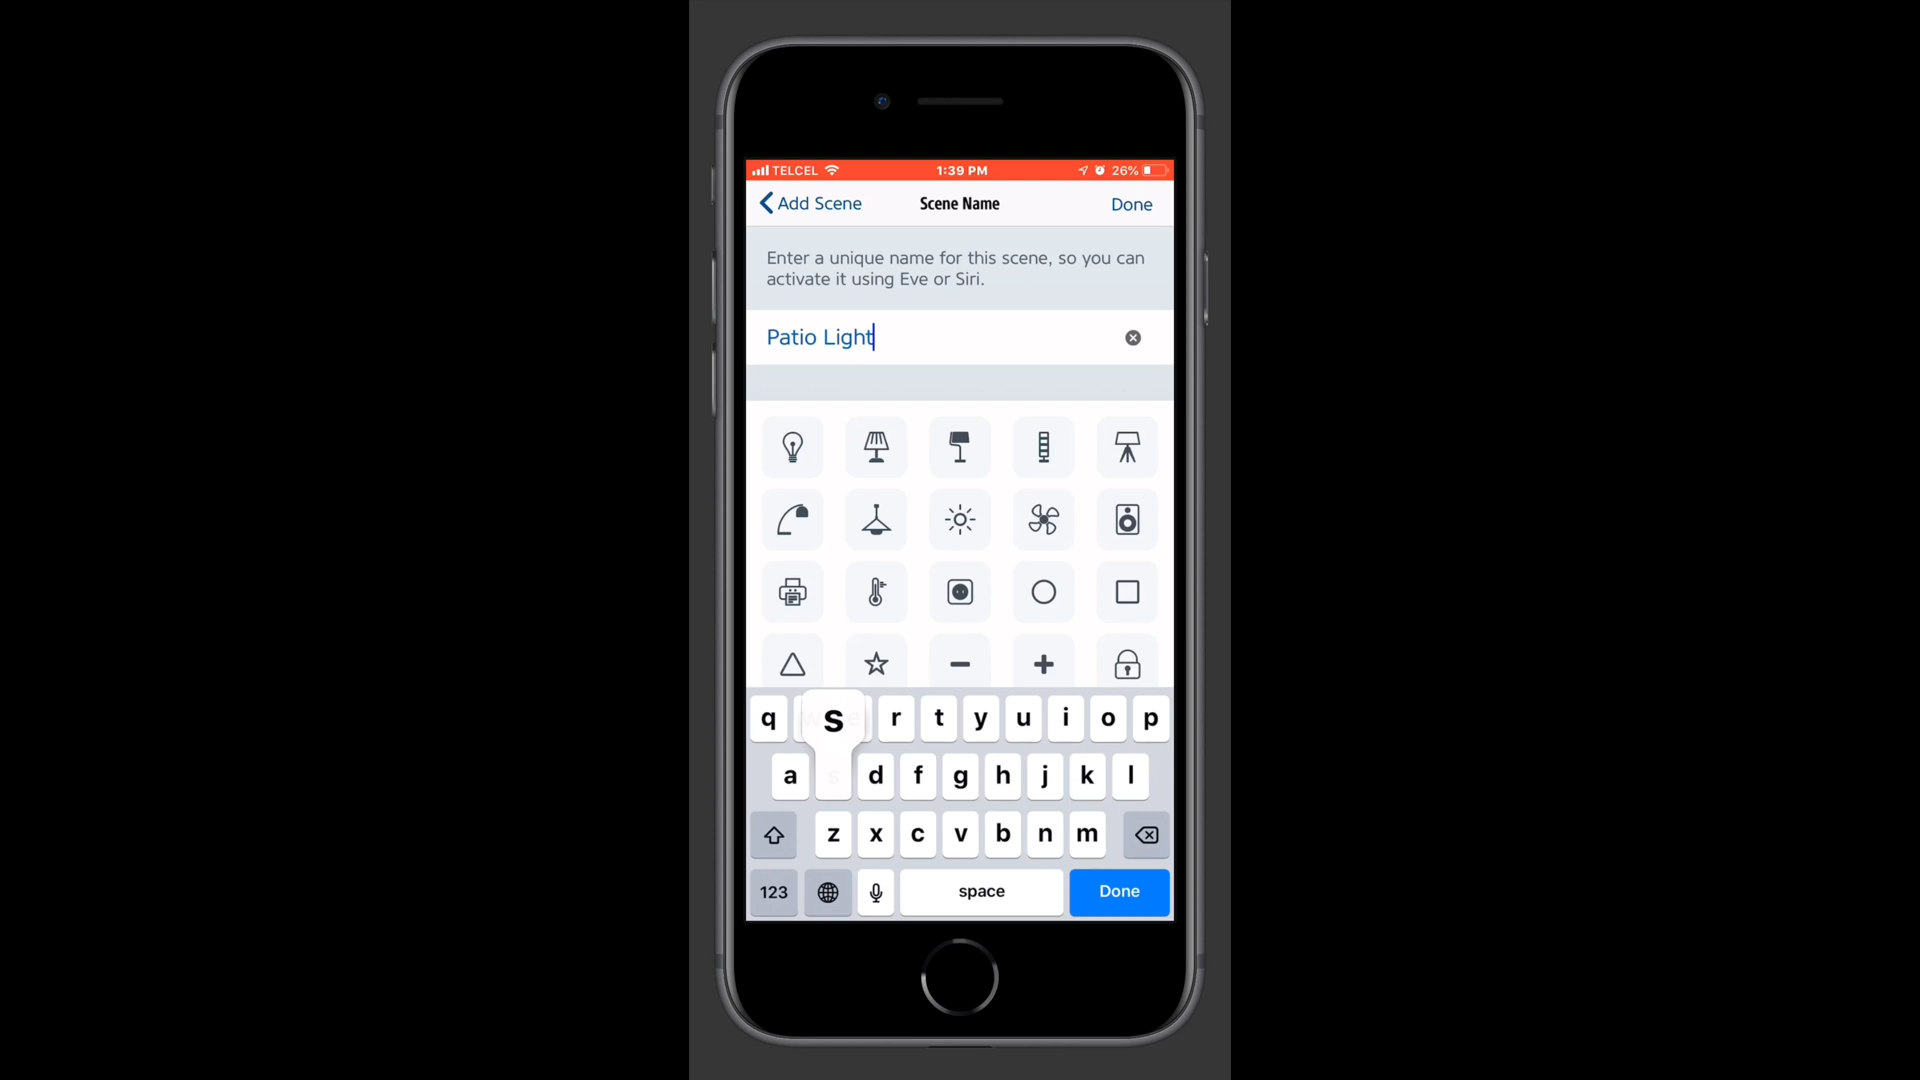 TELCEL 1:39 PM 26%
Add Scene Scene Name Done
Enter a unique name for this scene, so you can
activate it using Eve or Siri.
Patio Light
q s r t y u i o p
a s d f g h j k l
z x c v b n m
123 space Done